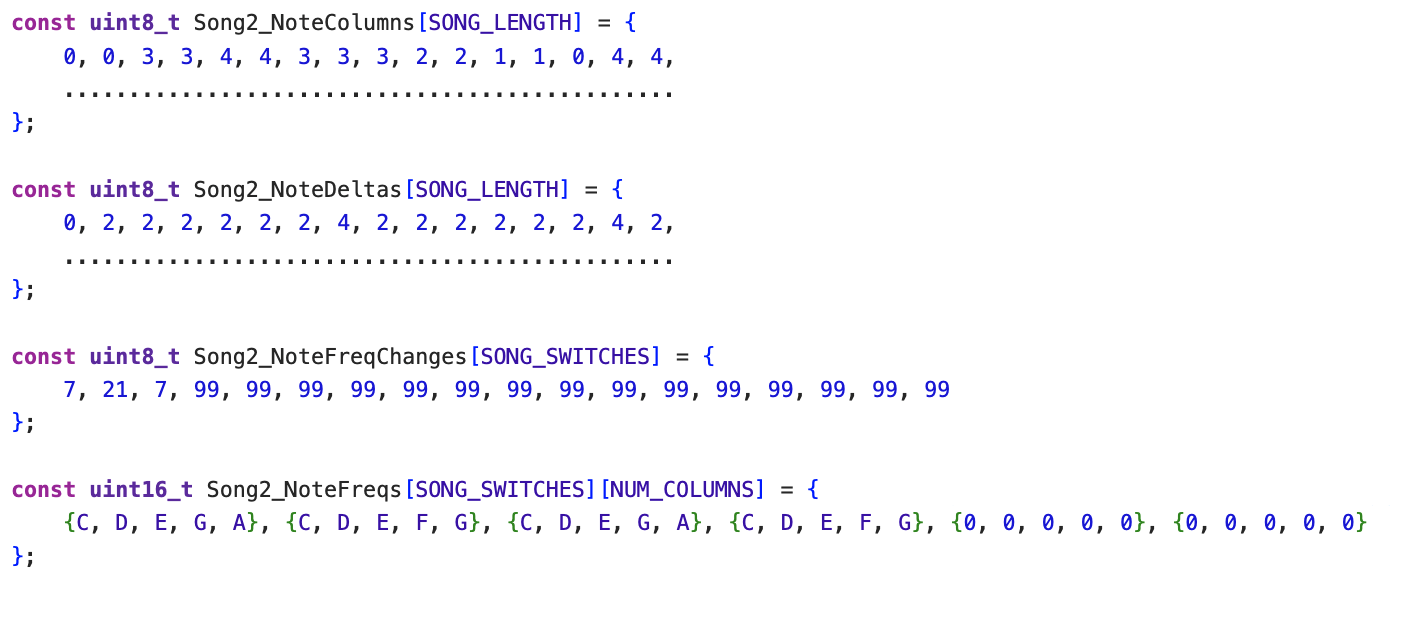 const uint8_t Song2_NoteColumns[SONG_LENGTH] = {
    0, 0, 3, 3, 4, 4, 3, 3, 3, 2, 2, 1, 1, 0, 4, 4,
    ...............................................
};

const uint8_t Song2_NoteDeltas[SONG_LENGTH] = {
    0, 2, 2, 2, 2, 2, 2, 4, 2, 2, 2, 2, 2, 2, 4, 2,
    ...............................................
};

const uint8_t Song2_NoteFreqChanges[SONG_SWITCHES] = {
    7, 21, 7, 99, 99, 99, 99, 99, 99, 99, 99, 99, 99, 99, 99, 99, 99, 99
};

const uint16_t Song2_NoteFreqs[SONG_SWITCHES][NUM_COLUMNS] = {
    {C, D, E, G, A}, {C, D, E, F, G}, {C, D, E, G, A}, {C, D, E, F, G}, {0, 0, 0, 0, 0}, {0, 0, 0, 0, 0}
};